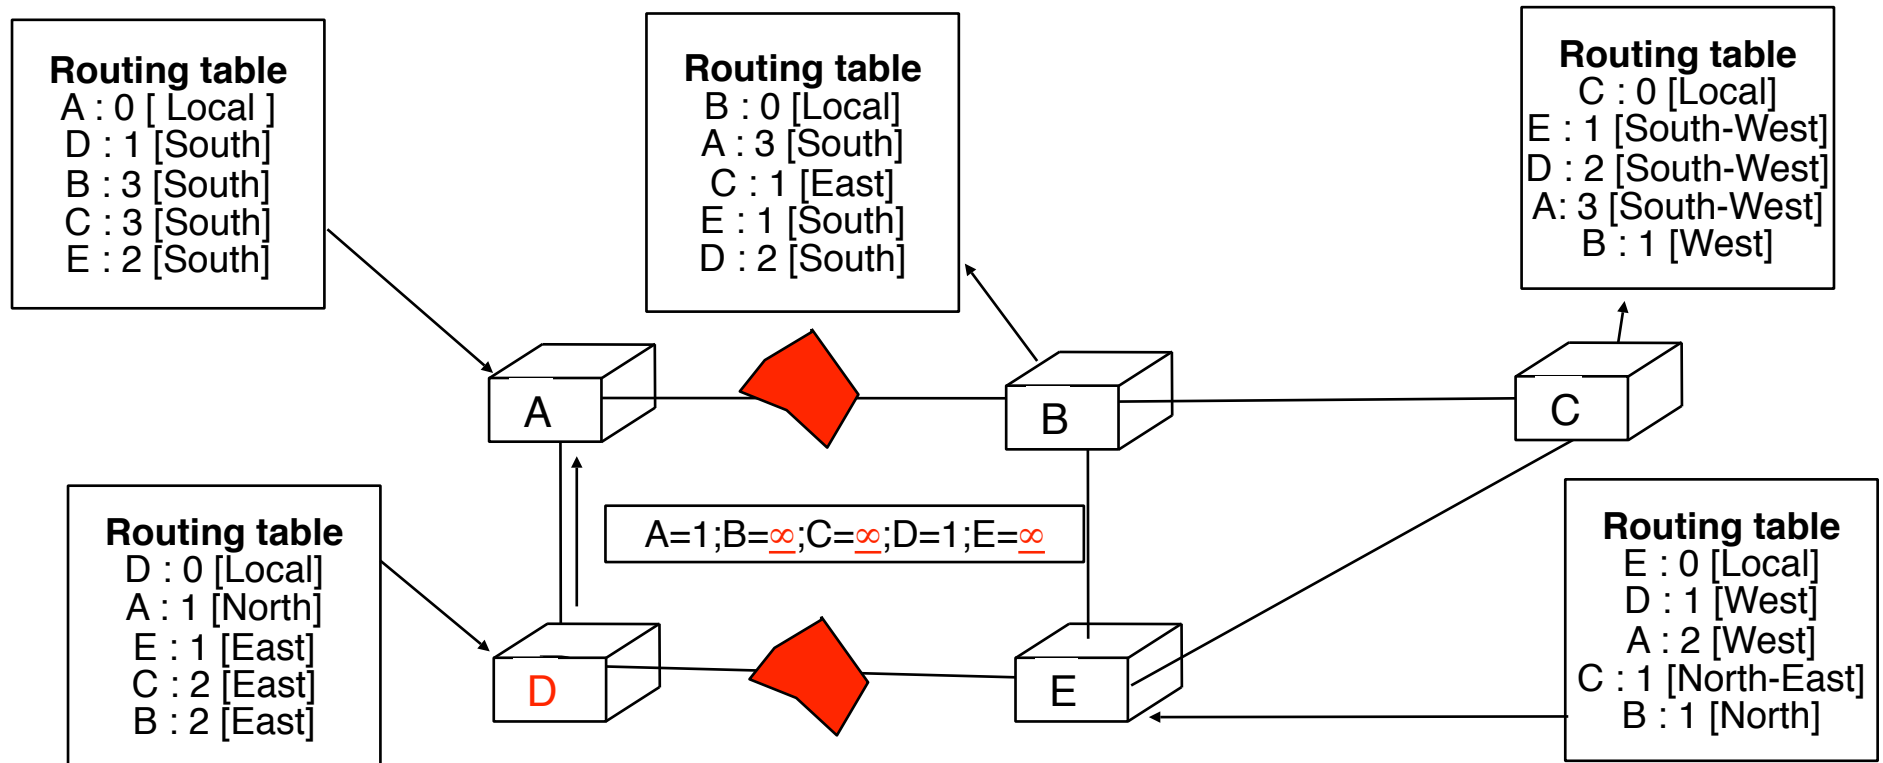 Routing table
A : 0 [ Local ]
D : 1 [South]
B : 3 [South]
C : 3 [South]
E : 2 [South]
Routing table
B : 0 [Local]
A : 3 [South]
C : 1 [East]
E : 1 [South]
D : 2 [South]
Routing table
C : 0 [Local]
E : 1 [South-West]
D : 2 [South-West]
A: 3 [South-West]
B : 1 [West]
A
B
C
A=1;B=∞;C=∞;D=1;E=∞
Routing table
D : 0 [Local]
A : 1 [North]
E : 1 [East]
C : 2 [East]
B : 2 [East]
D
E
Routing table
E : 0 [Local]
D : 1 [West]
A : 2 [West]
C : 1 [North-East]
B : 1 [North]